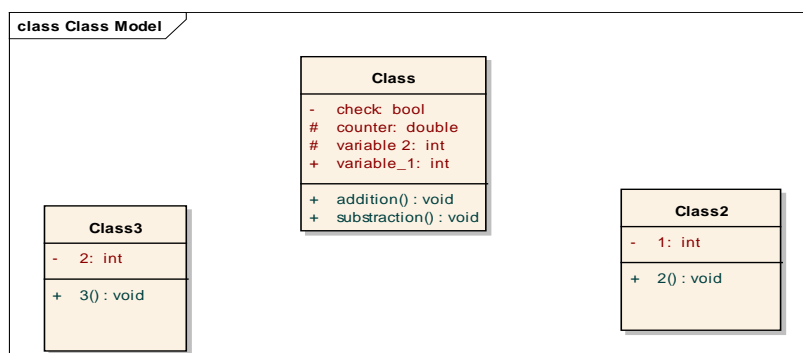 class Class Model
Class
- check: bool
# counter: double
# variable 2: int
+ variable_1: int
+ addition() : void
+ substraction() : void
Class3
- 2: int
+ 3() : void
Class2
- 1: int
+ 2() : void